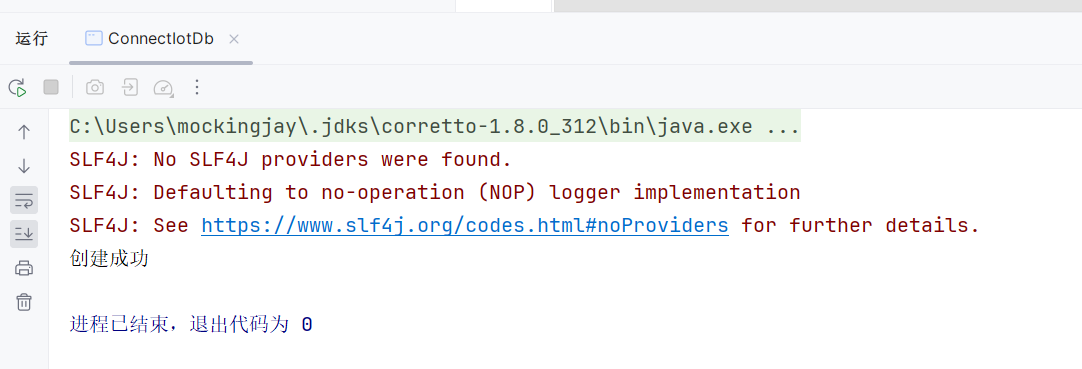 运行
ConnectIotDb
C:\Users\mockingjay\.jdks\corretto-1.8.0_312\bin\java.exe ...
SLF4J: No SLF4J providers were found.
SLF4J: Defaulting to no-operation (NOP) logger implementation
SLF4J: See https://www.slf4j.org/codes.html#noProviders for further details.
创建成功
进程已结束，退出代码为 0